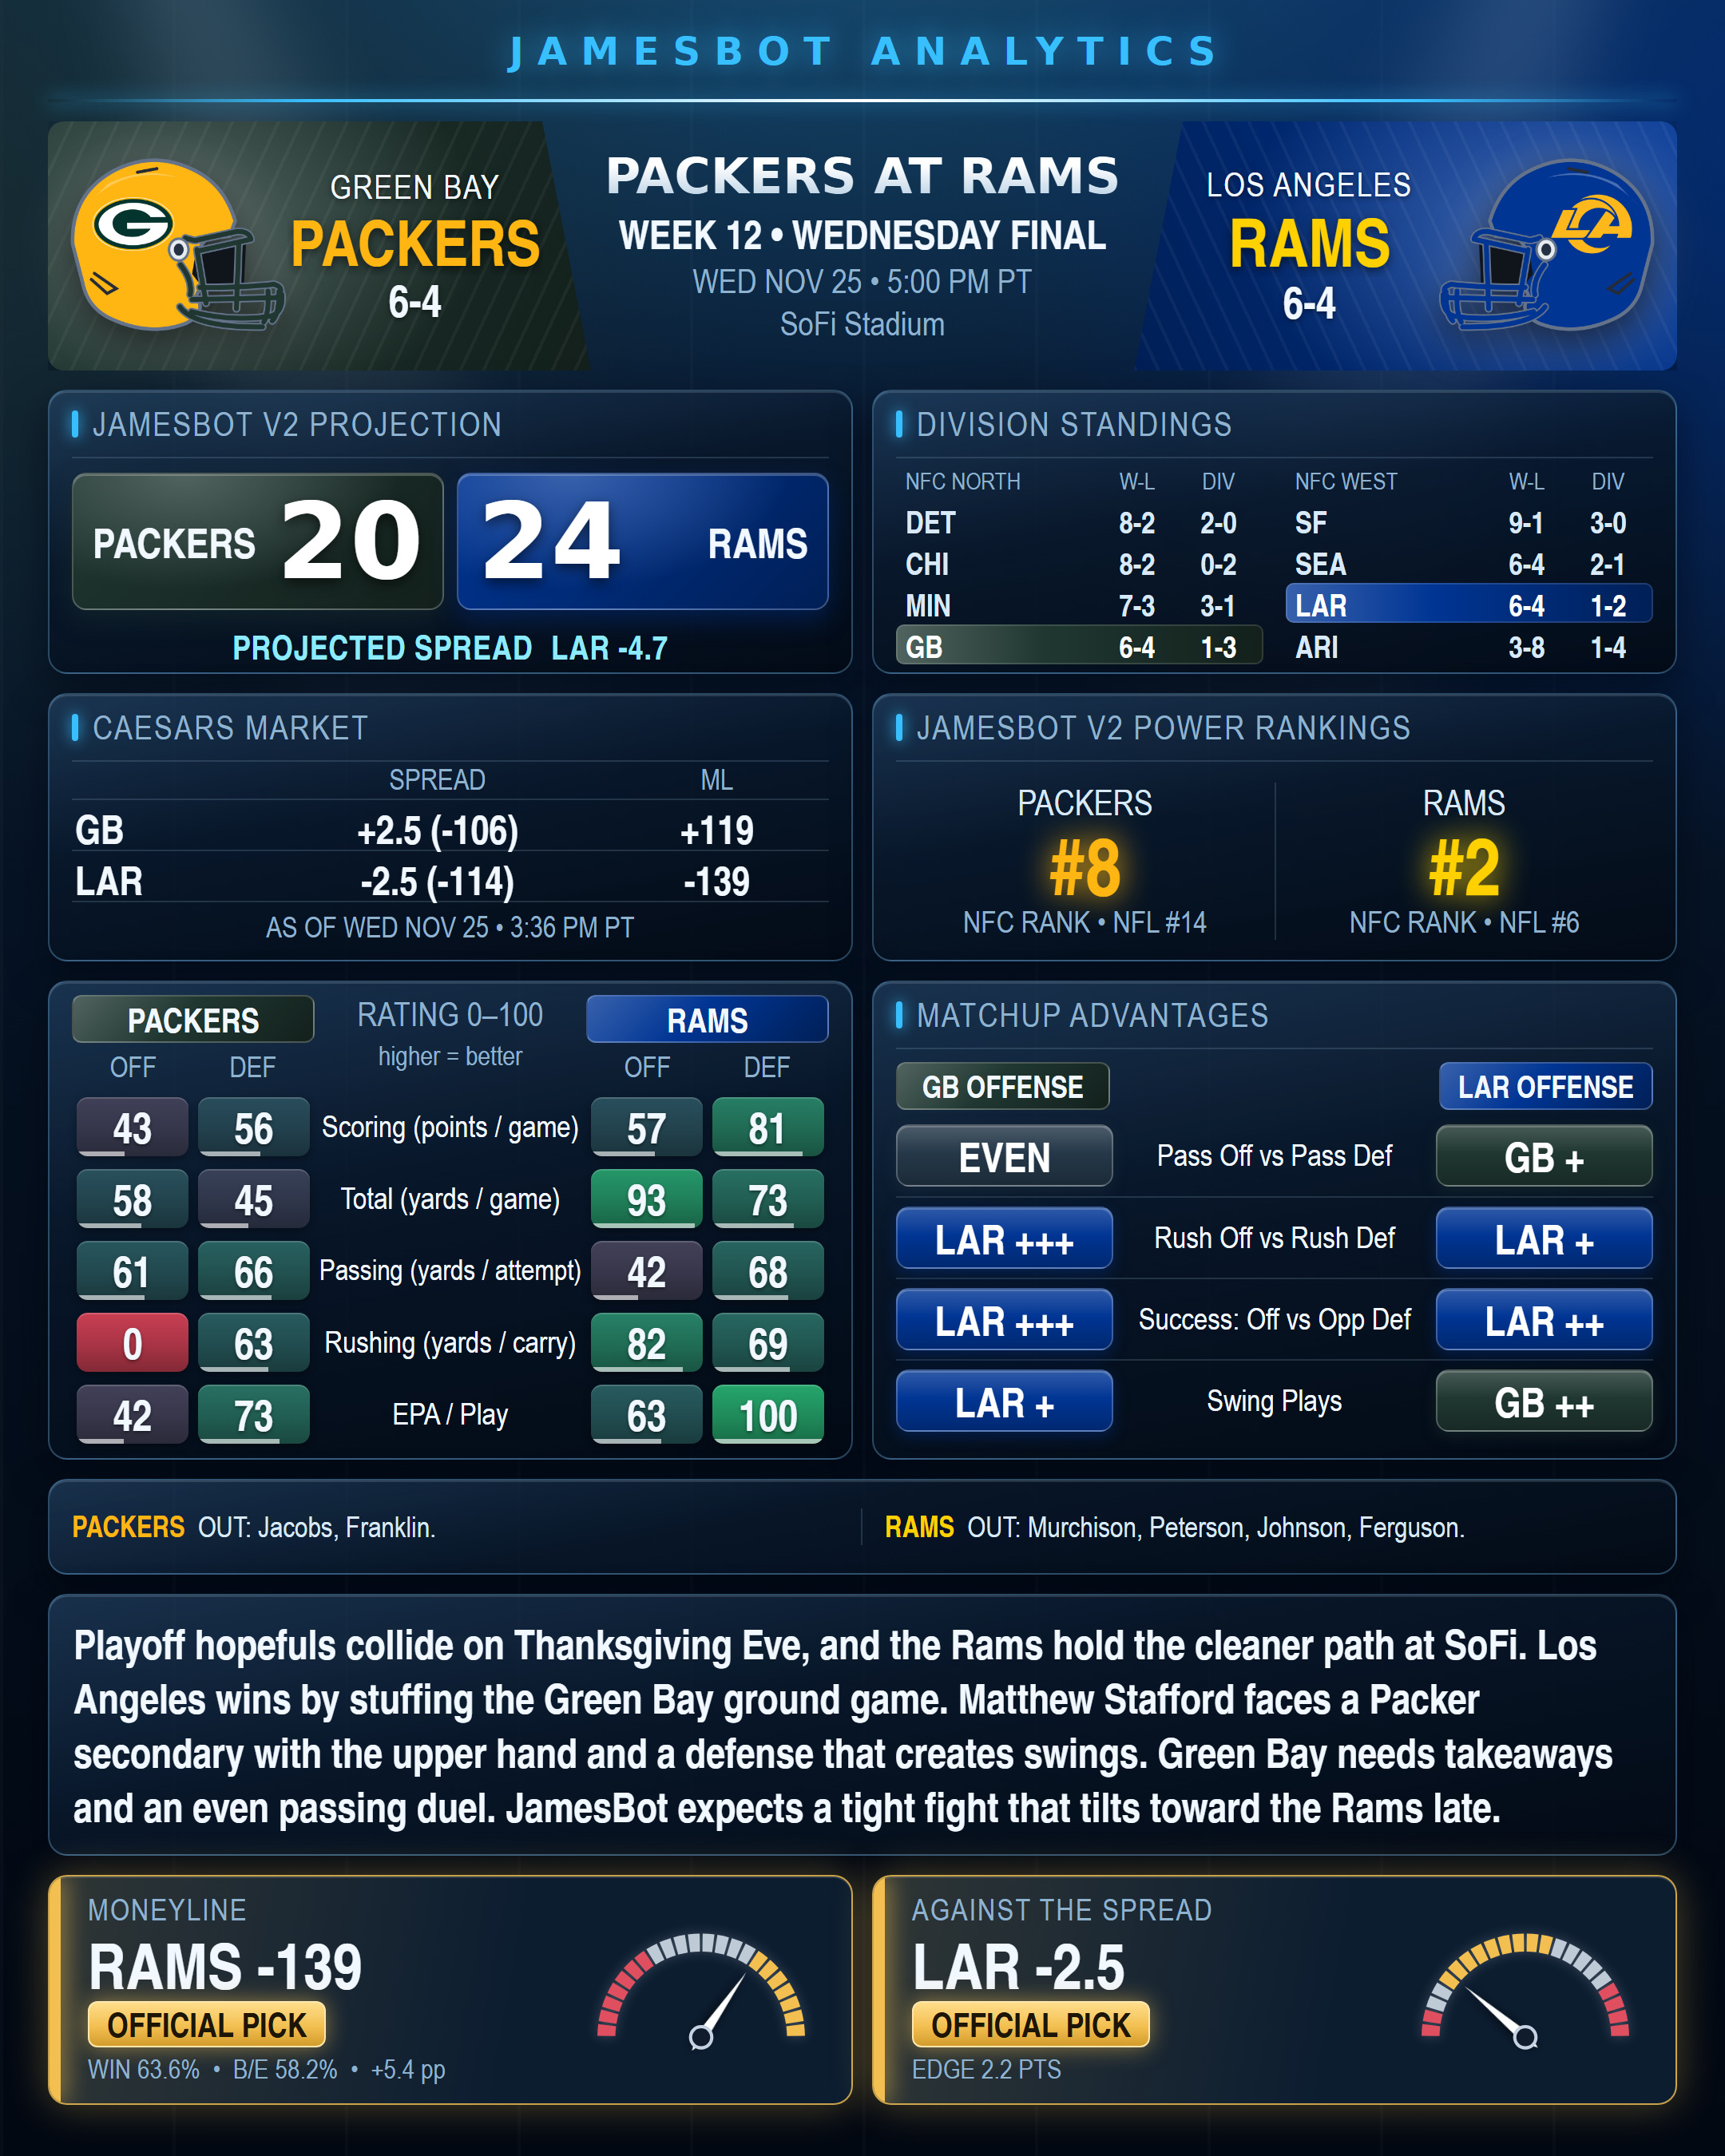 JAMESBOT ANALYTICS
G
GREEN BAY
PACKERS
6-4
PACKERS AT RAMS
WEEK 12 • WEDNESDAY FINAL
WED NOV 25 • 5:00 PM PT
SoFi Stadium
LOS ANGELES
RAMS
6-4
LA
JAMESBOT V2 PROJECTION
PACKERS 20
24 RAMS
PROJECTED SPREAD LAR -4.7
DIVISION STANDINGS
NFC NORTH W-L DIV
DET 8-2 2-0
CHI 8-2 0-2
MIN 7-3 3-1
GB 6-4 1-3
NFC WEST W-L DIV
SF 9-1 3-0
SEA 6-4 2-1
LAR 6-4 1-2
ARI 3-8 1-4
CAESARS MARKET
SPREAD ML
GB +2.5 (-106) +119
LAR -2.5 (-114) -139
AS OF WED NOV 25 • 3:36 PM PT
JAMESBOT V2 POWER RANKINGS
PACKERS
#8
NFC RANK • NFL #14
RAMS
#2
NFC RANK • NFL #6
PACKERS RATING 0–100 RAMS
OFF DEF higher = better OFF DEF
43 56 Scoring (points / game) 57 81
58 45 Total (yards / game) 93 73
61 66 Passing (yards / attempt) 42 68
0 63 Rushing (yards / carry) 82 69
42 73 EPA / Play 63 100
MATCHUP ADVANTAGES
GB OFFENSE LAR OFFENSE
EVEN Pass Off vs Pass Def GB +
LAR +++ Rush Off vs Rush Def LAR +
LAR +++ Success: Off vs Opp Def LAR ++
LAR + Swing Plays GB ++
PACKERS OUT: Jacobs, Franklin.
RAMS OUT: Murchison, Peterson, Johnson, Ferguson.
Playoff hopefuls collide on Thanksgiving Eve, and the Rams hold the cleaner path at SoFi. Los
Angeles wins by stuffing the Green Bay ground game. Matthew Stafford faces a Packer
secondary with the upper hand and a defense that creates swings. Green Bay needs takeaways
and an even passing duel. JamesBot expects a tight fight that tilts toward the Rams late.
MONEYLINE
RAMS -139
OFFICIAL PICK
WIN 63.6% • B/E 58.2% • +5.4 pp
AGAINST THE SPREAD
LAR -2.5
OFFICIAL PICK
EDGE 2.2 PTS